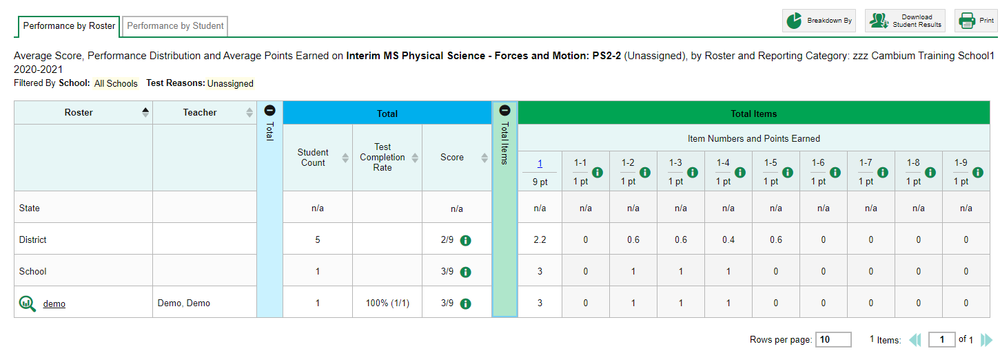 Performance by Roster Performance by Student Breakdown By Download Student Results Print
Average Score, Performance Distribution and Average Points Earned on Interim MS Physical Science - Forces and Motion: PS2-2 (Unassigned), by Roster and Reporting Category: zzz Cambium Training School1
2020-2021
Filtered By School: All Schools Test Reasons: Unassigned
Roster Teacher Total Total Total Items Total Items
Item Numbers and Points Earned
Student Count Test Completion Rate Score
1 1-1 1-2 1-3 1-4 1-5 1-6 1-7 1-8 1-9
9 pt 1 pt 1 pt 1 pt 1 pt 1 pt 1 pt 1 pt 1 pt 1 pt
State n/a n/a n/a n/a n/a n/a n/a n/a n/a n/a n/a n/a
District 5 2/9 2.2 0 0.6 0.6 0.4 0.6 0 0 0 0
School 1 3/9 3 0 1 1 1 0 0 0 0 0
demo Demo, Demo 1 100% (1/1) 3/9 3 0 1 1 1 0 0 0 0 0
Rows per page: 10 1 Items: 1 of 1